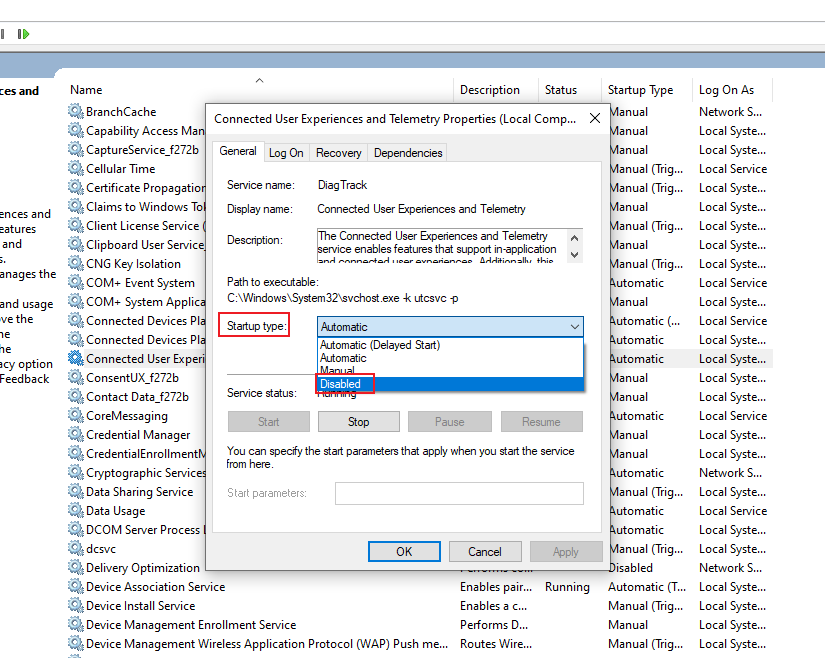 ces and
Name Description Status Startup Type Log On As
BranchCache Manual Network S...
Capability Access Man Manual Local Syste...
CaptureService_f272b Manual Local Syste...
Cellular Time Manual (Trig... Local Service
Certificate Propagation Manual (Trig... Local Syste...
Claims to Windows Tok Manual Local Syste...
Client License Service ( Manual (Trig... Local Syste...
Clipboard User Service_ Manual Local Syste...
CNG Key Isolation Manual (Trig... Local Syste...
COM+ Event System Automatic Local Service
COM+ System Applica Manual Local Syste...
Connected Devices Pla Automatic (... Local Service
Connected Devices Pla Automatic Local Syste...
Connected User Experi Automatic Local Syste...
ConsentUX_f272b Manual Local Syste...
Contact Data_f272b Manual Local Syste...
CoreMessaging Automatic Local Service
Credential Manager Manual Local Syste...
CredentialEnrollmentM Manual Local Syste...
Cryptographic Services Automatic Network S...
Data Sharing Service Manual (Trig... Local Syste...
Data Usage Automatic Local Service
DCOM Server Process L Automatic Local Syste...
dcsvc Manual (Trig... Local Syste...
Delivery Optimization Performs co... Disabled Network S...
Device Association Service Enables pair... Running Automatic (T... Local Syste...
Device Install Service Enables a c... Manual (Trig... Local Syste...
Device Management Enrollment Service Performs D... Manual Local Syste...
Device Management Wireless Application Protocol (WAP) Push me... Routes Wire... Manual (Trig... Local Syste...
ences and
eatures
and
s.
anages the
and usage
ove the
he
he
acy option
Feedback
Connected User Experiences and Telemetry Properties (Local Comp...
General Log On Recovery Dependencies
Service name: DiagTrack
Display name: Connected User Experiences and Telemetry
Description: The Connected User Experiences and Telemetry
service enables features that support in-application
and connected user experiences. Additionally, this
Path to executable:
C:\Windows\System32\svchost.exe -k utcsvc -p
Startup type: Automatic
Automatic (Delayed Start)
Automatic
Manual
Disabled
Service status: Running
Start Stop Pause Resume
You can specify the start parameters that apply when you start the service
from here.
Start parameters:
OK Cancel Apply